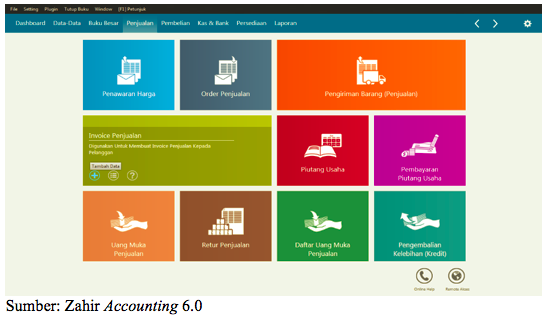 File Setting Plugin Tutup Buku Window [F1] Petunjuk
Dashboard Data-Data Buku Besar Penjualan Pembelian Kas & Bank Persediaan Laporan
Penawaran Harga
Order Penjualan
Pengiriman Barang (Penjualan)
Invoice Penjualan
Digunakan Untuk Membuat Invoice Penjualan Kepada
Pelanggan
Tambah Data
Piutang Usaha
Pembayaran
Piutang Usaha
Uang Muka
Penjualan
Retur Penjualan
Daftar Uang Muka
Penjualan
Pengembalian
Kelebihan (Kredit)
Online Help
Remote Akses
Sumber: Zahir Accounting 6.0